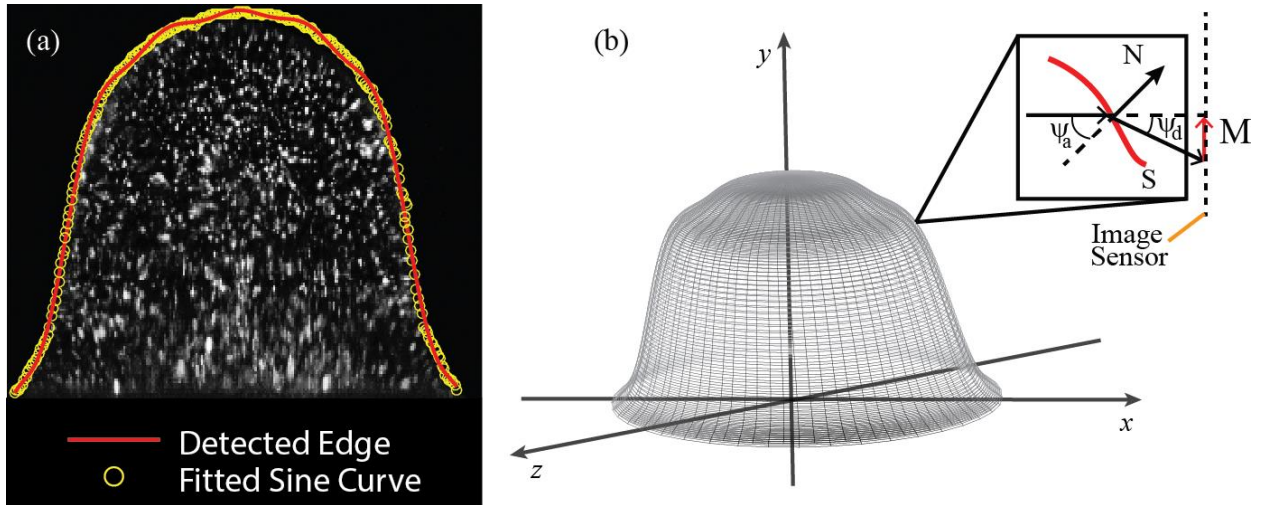 (a)
Detected Edge
Fitted Sine Curve
(b)
y
N
ψa
ψd
M
S
Image
Sensor
x
z